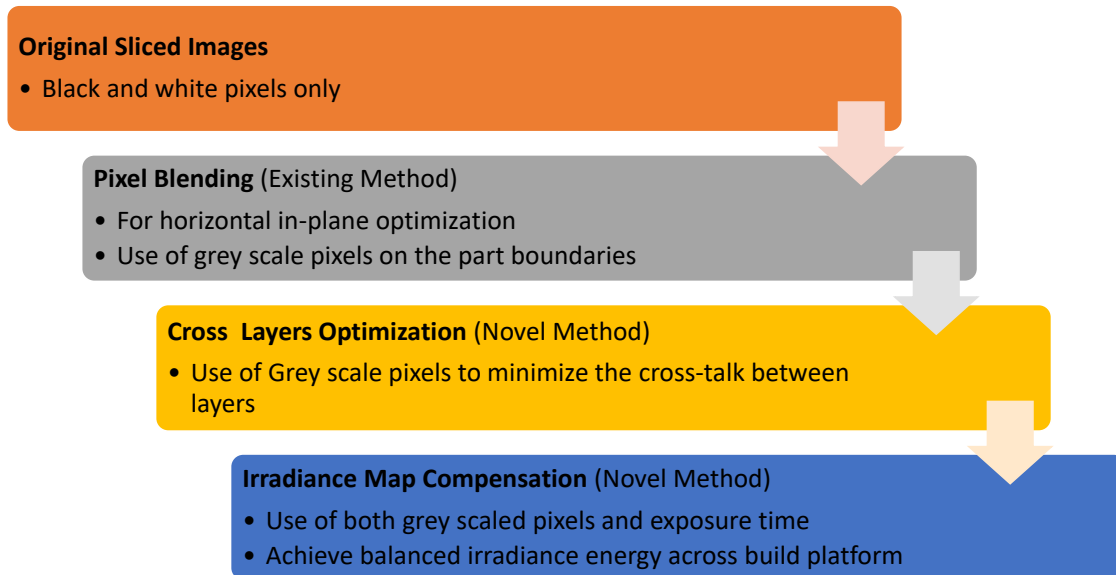 Original Sliced Images
• Black and white pixels only
Pixel Blending (Existing Method)
• For horizontal in-plane optimization
• Use of grey scale pixels on the part boundaries
Cross  Layers Optimization (Novel Method)
• Use of Grey scale pixels to minimize the cross-talk between
layers
Irradiance Map Compensation (Novel Method)
• Use of both grey scaled pixels and exposure time
• Achieve balanced irradiance energy across build platform